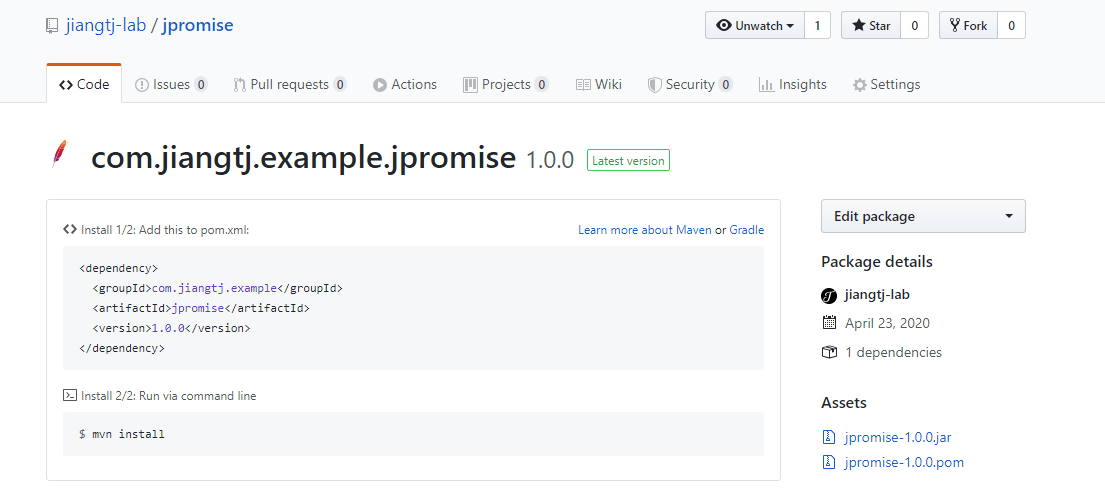 jiangtj-lab / jpromise
Unwatch 1 Star 0 Fork 0
Code Issues 0 Pull requests 0 Actions Projects 0 Wiki Security 0 Insights Settings
com.jiangtj.example.jpromise 1.0.0 Latest version
Install 1/2: Add this to pom.xml: Learn more about Maven or Gradle
<dependency>
<groupId>com.jiangtj.example</groupId>
<artifactId>jpromise</artifactId>
<version>1.0.0</version>
</dependency>
Install 2/2: Run via command line
$ mvn install
Edit package
Package details
jiangtj-lab
April 23, 2020
1 dependencies
Assets
jpromise-1.0.0.jar
jpromise-1.0.0.pom